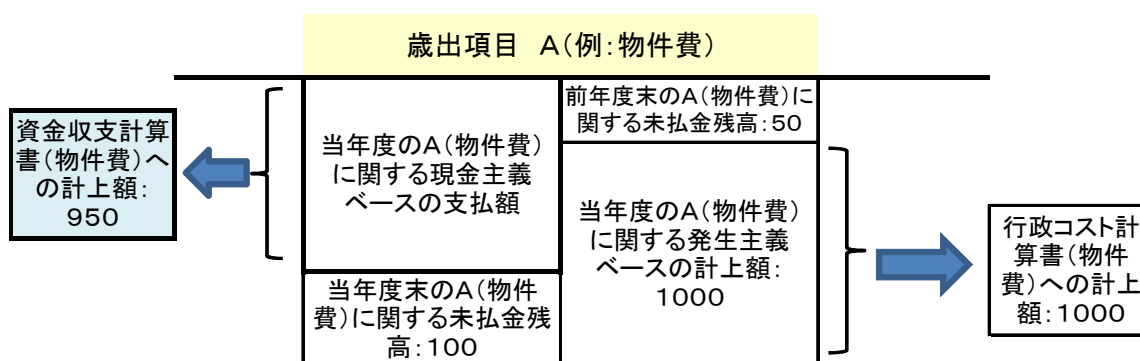 歳出項目 A(例:物件費)
資金収支計算
書(物件費)へ
の計上額:
950
当年度のA(物件費)
に関する現金主義
ベースの支払額
当年度末のA(物件
費)に関する未払金残
高:100
前年度末のA(物件費)に
関する未払金残高:50
当年度のA(物件費)
に関する発生主義
ベースの計上額:
1000
行政コスト計
算書(物件
費)への計上
額:1000